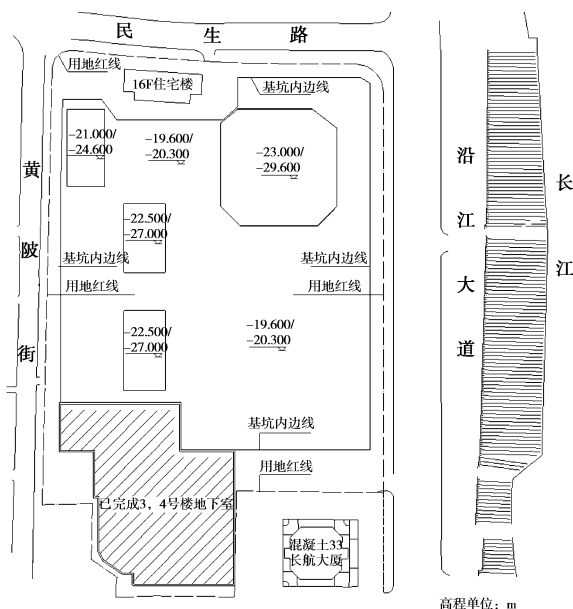 民生路
用地红线
16F住宅楼
基坑内边线
-21.000/
-24.600
-19.600/
-20.300
-23.000/
-29.600
黄陂街
沿江大道
长江
-22.500/
-27.000
基坑内边线
用地红线
基坑内边线
用地红线
-22.500/
-27.000
-19.600/
-20.300
基坑内边线
用地红线
已完成3，4号楼地下室
混凝土33
长航大厦
高程单位：m